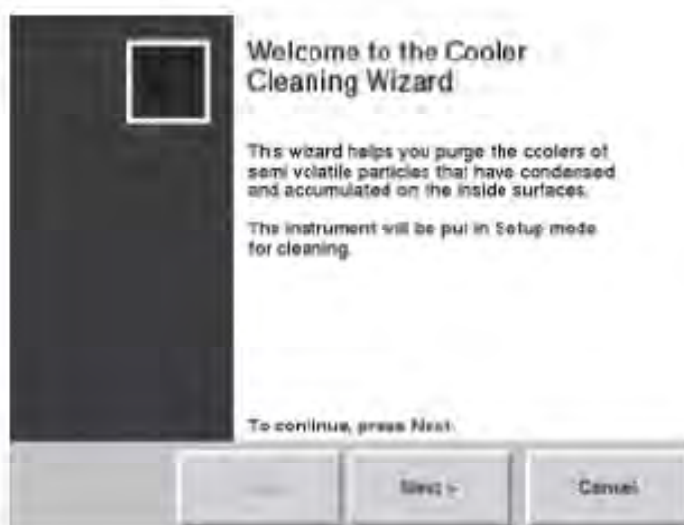 Welcome to the Cooler
Cleaning Wizard
This wizard helps you purge the coolers of
semi volatile particles that have condensed
and accumulated on the inside surfaces.
The instrument will be put in Setup mode
for cleaning.
To continue, press Next.
Next >
Cancel